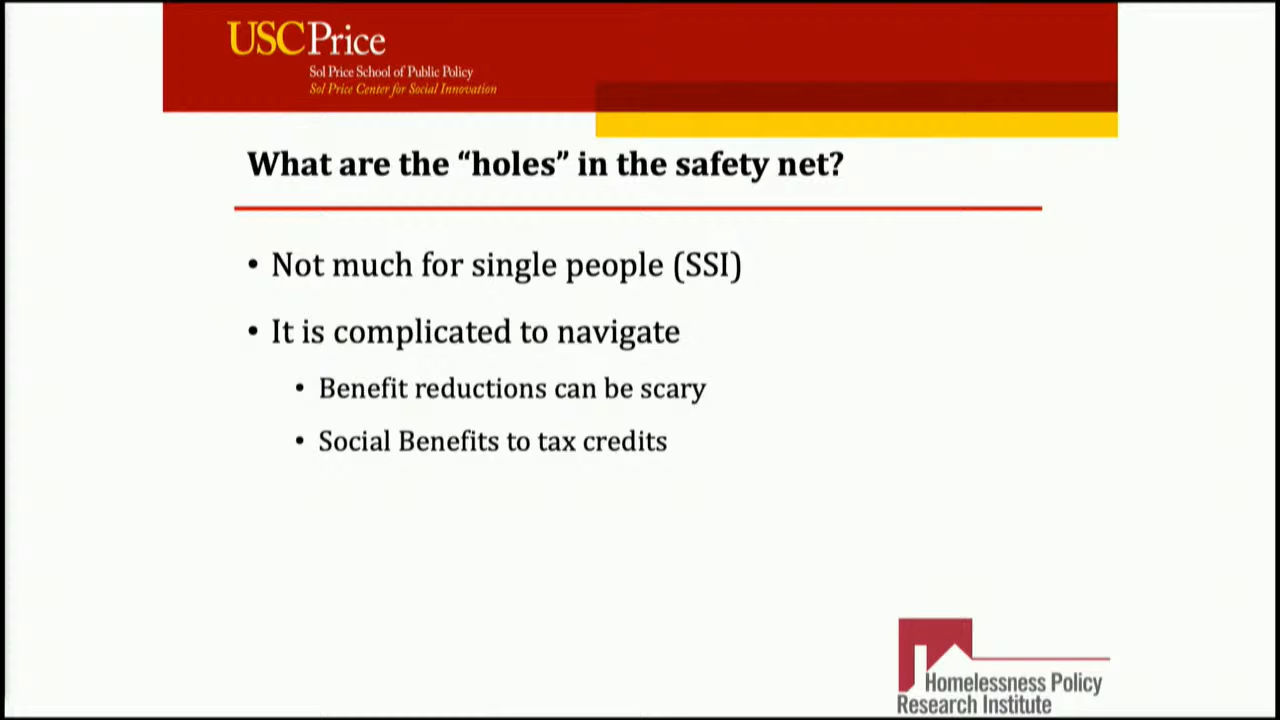 USC Price
Sol Price School of Public Policy
Sol Price Center for Social Innovation
What are the “holes” in the safety net?
• Not much for single people (SSI)
• It is complicated to navigate
• Benefit reductions can be scary
• Social Benefits to tax credits
Homelessness Policy
Research Institute